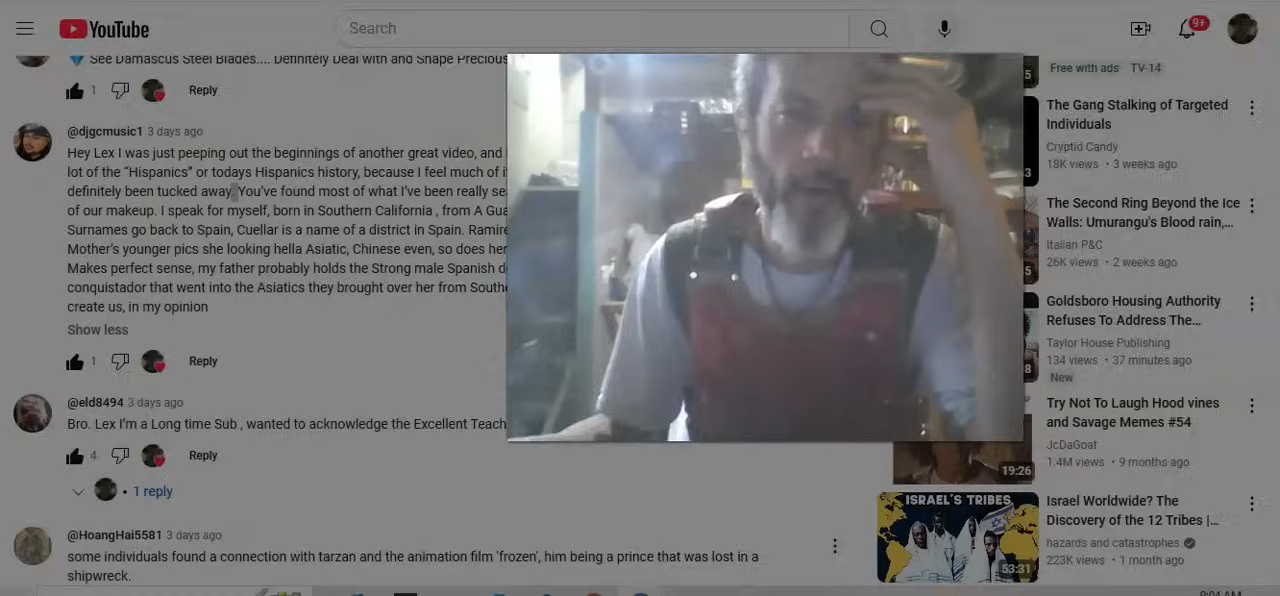 YouTube
Search
9+
See Damascus Steel Blades.... Definitely Deal with and Shape Precious
1
Reply
@djgcmusic1 3 days ago
Hey Lex I was just peeping out the beginnings of another great video, and
lot of the “Hispanics” or todays Hispanics history, because I feel much of
definitely been tucked away. You’ve found most of what I’ve been really
of our makeup. I speak for myself, born in Southern California , from A
Surnames go back to Spain, Cuellar is a name of a district in Spain.
Mother’s younger pics she looking hella Asiatic, Chinese even, so does her
Makes perfect sense, my father probably holds the Strong male Spanish
conquistador that went into the Asiatics they brought over her from
create us, in my opinion
Show less
1
Reply
@eld8494 3 days ago
Bro. Lex I’m a Long time Sub , wanted to acknowledge the Excellent
4
Reply
1 reply
@HoangHai5581 3 days ago
some individuals found a connection with tarzan and the animation film 'frozen', him being a prince that was lost in a
shipwreck.
Free with ads TV-14
The Gang Stalking of Targeted
Individuals
Cryptid Candy
18K views • 3 weeks ago
The Second Ring Beyond the Ice
Walls: Umurangu's Blood rain,...
Italian P&C
26K views • 2 weeks ago
Goldsboro Housing Authority
Refuses To Address The...
Taylor House Publishing
134 views • 37 minutes ago
New
Try Not To Laugh Hood vines
and Savage Memes #54
JcDaGoat
1.4M views • 9 months ago
19:26
ISRAEL'S TRIBES
53:31
Israel Worldwide? The
Discovery of the 12 Tribes |...
hazards and catastrophes
223K views • 1 month ago